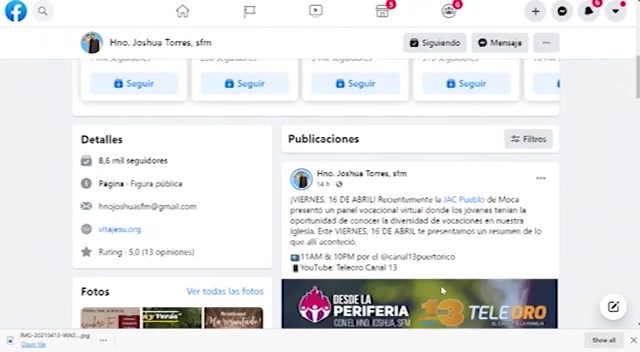 3
6
6
Hno. Joshua Torres, sfm
Siguiendo
Mensaje
Seguir
Seguir
Seguir
Seguir
Detalles
8,6 mil seguidores
Página · Figura pública
hnojoshuasfm@gmail.com
vitajesu.org
Rating · 5,0 (13 opiniones)
Fotos
Ver todas las fotos
Publicaciones
Filtros
Hno. Joshua Torres, sfm
14 h
¡VIERNES, 16 DE ABRIL! Recientemente la JAC Pueblo de Moca
presentó un panel vocacional virtual donde los jóvenes tenían la
oportunidad de conocer la diversidad de vocaciones en nuestra
Iglesia. Este VIERNES, 16 DE ABRIL te presentamos un resumen de lo
que allí aconteció.
11AM & 10PM por el @canal13puertorico
YouTube: Teleoro Canal 13
DESDE LA
PERIFERIA
CON EL HNO. JOSHUA, SFM
13 TELEORO
Open file
Show all